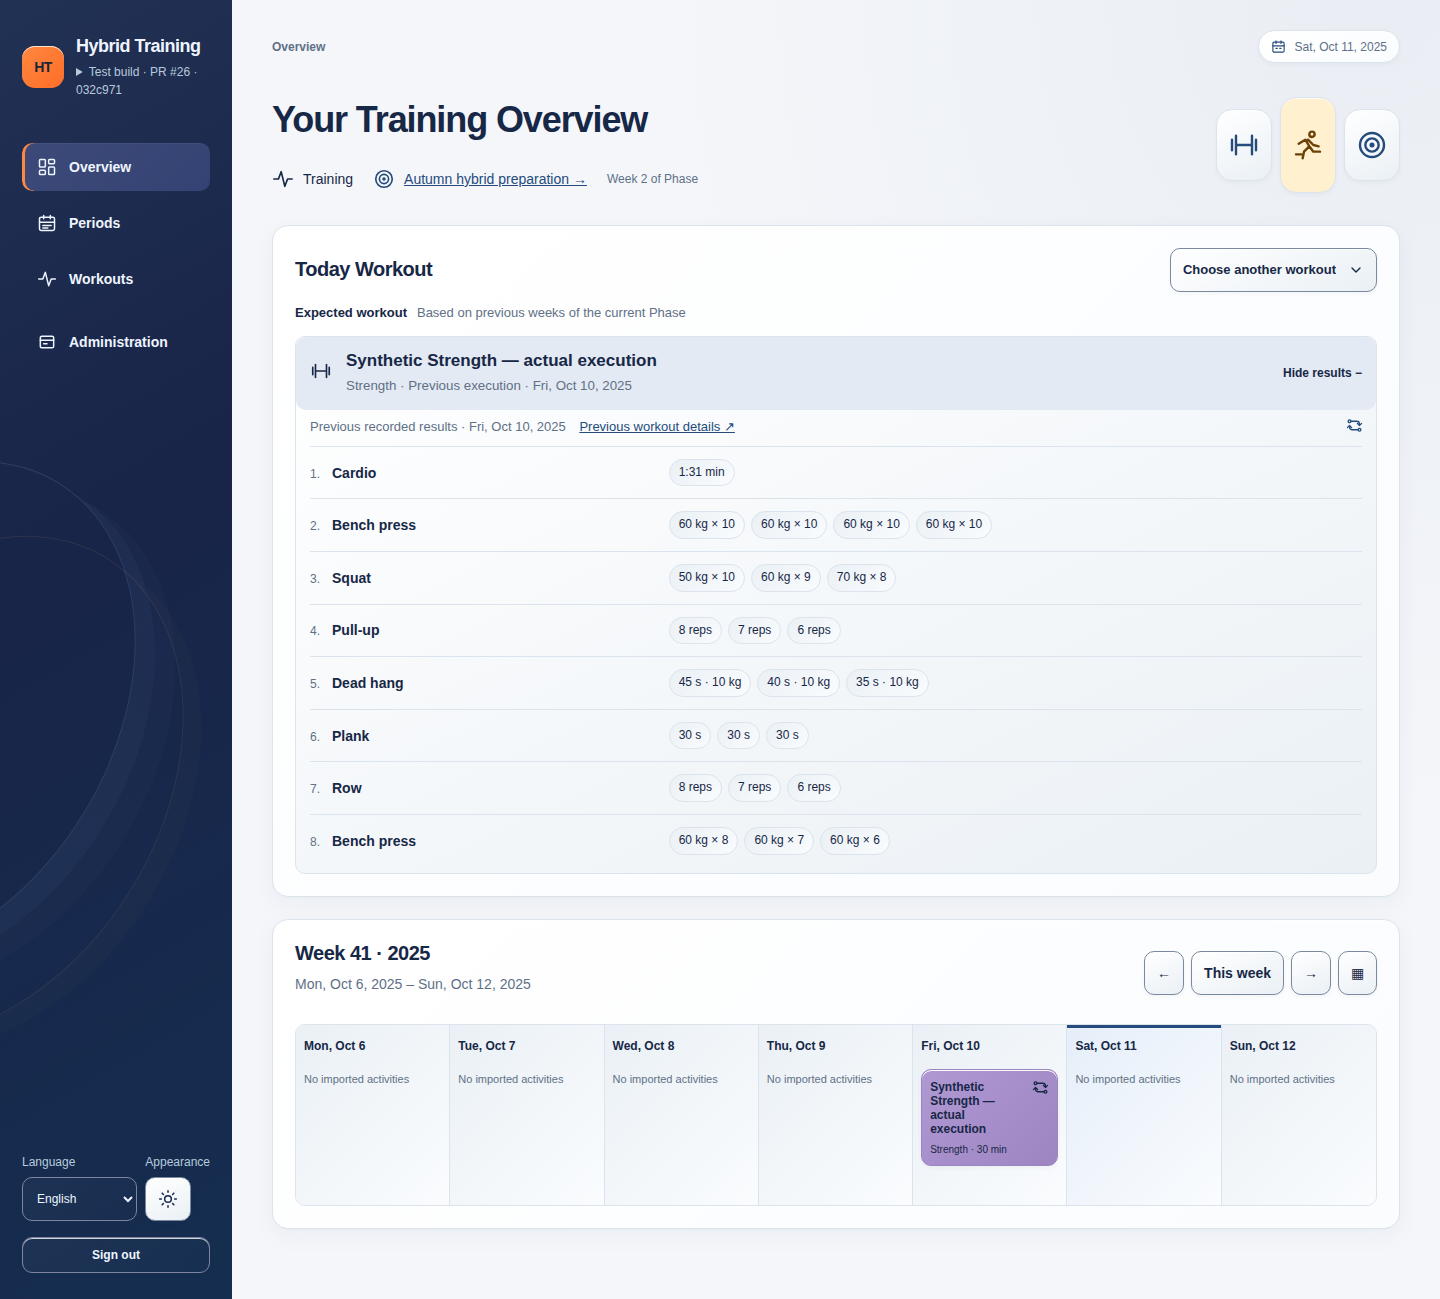 HT
Hybrid Training
Test build · PR #26 ·
032c971
Overview
Periods
Workouts
Administration
Language
Appearance
English
Sign out
Overview
Sat, Oct 11, 2025
Your Training Overview
Training
Autumn hybrid preparation →
Week 2 of Phase
Today Workout
Choose another workout
Expected workout Based on previous weeks of the current Phase
Synthetic Strength — actual execution
Strength · Previous execution · Fri, Oct 10, 2025
Hide results −
Previous recorded results · Fri, Oct 10, 2025 Previous workout details ↗
1. Cardio 1:31 min
2. Bench press 60 kg × 10 60 kg × 10 60 kg × 10 60 kg × 10
3. Squat 50 kg × 10 60 kg × 9 70 kg × 8
4. Pull-up 8 reps 7 reps 6 reps
5. Dead hang 45 s · 10 kg 40 s · 10 kg 35 s · 10 kg
6. Plank 30 s 30 s 30 s
7. Row 8 reps 7 reps 6 reps
8. Bench press 60 kg × 8 60 kg × 7 60 kg × 6
Week 41 · 2025
Mon, Oct 6, 2025 – Sun, Oct 12, 2025
← This week →
Mon, Oct 6
No imported activities
Tue, Oct 7
No imported activities
Wed, Oct 8
No imported activities
Thu, Oct 9
No imported activities
Fri, Oct 10
Synthetic
Strength —
actual
execution
Strength · 30 min
Sat, Oct 11
No imported activities
Sun, Oct 12
No imported activities